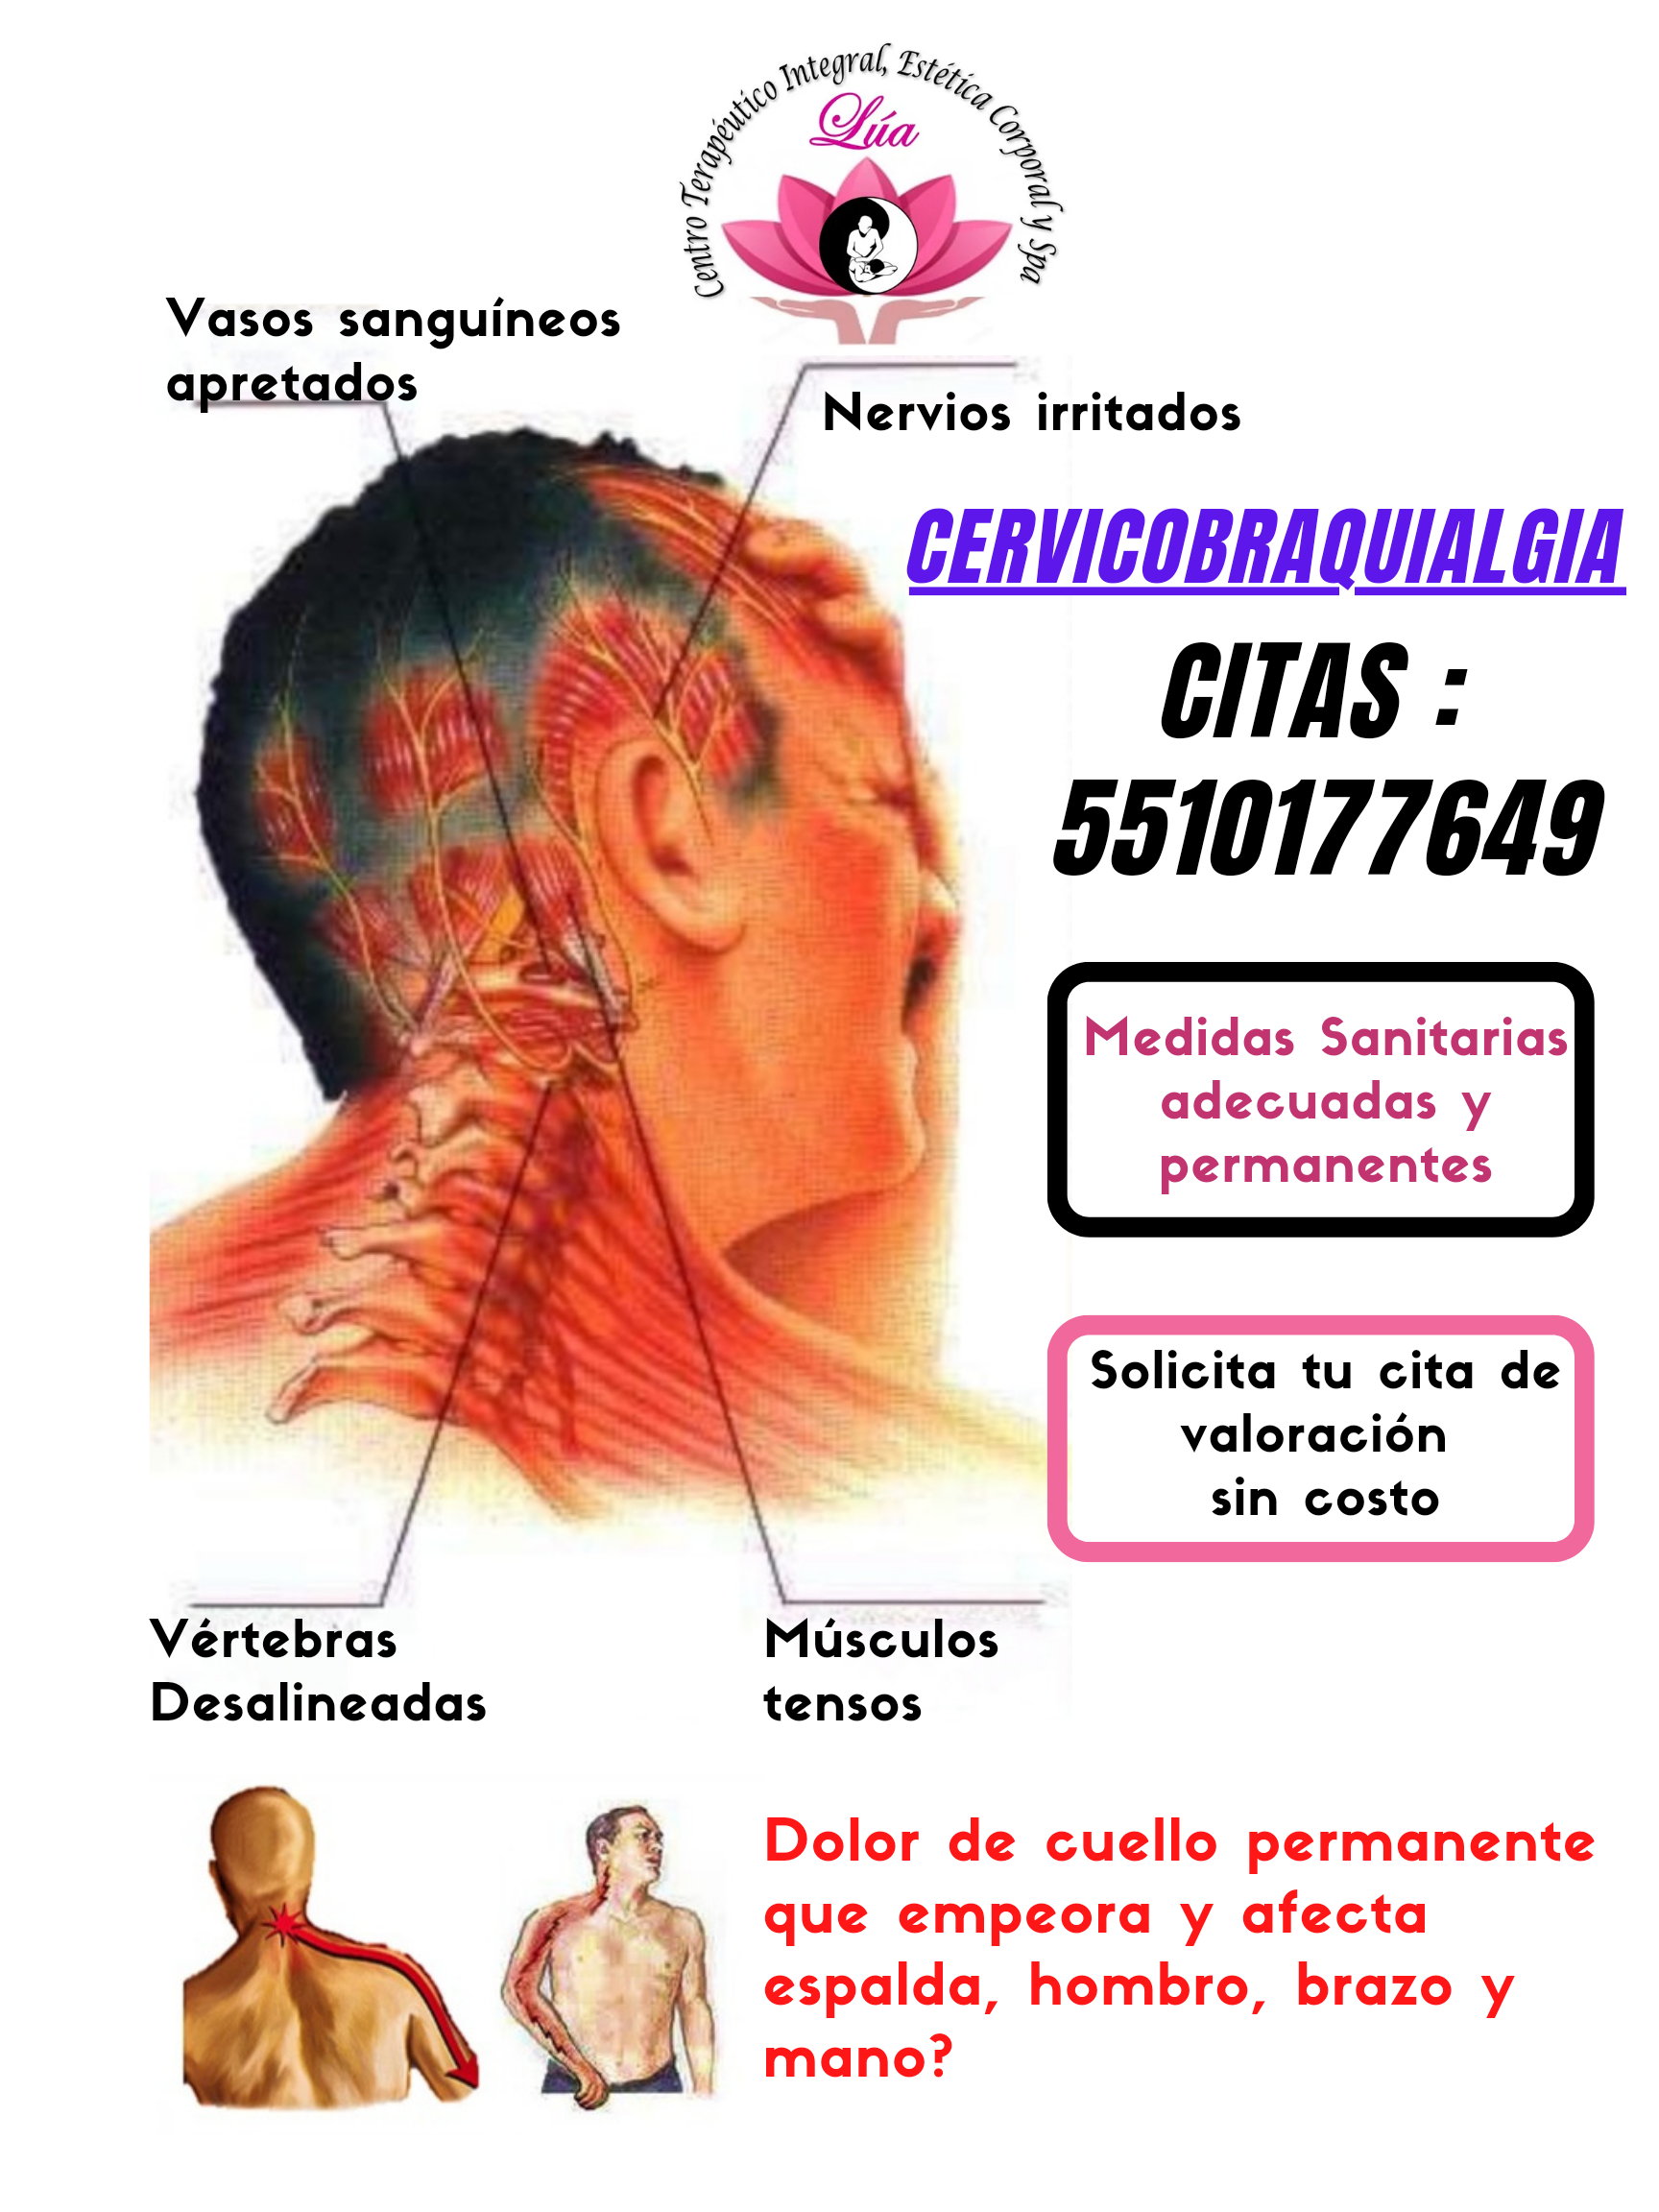 Centro Terapéutico Integral, Estética Corporal y Spa
Lúa
Vasos sanguíneos
apretados
Nervios irritados
CERVICOBRAQUIALGIA
CITAS :
5510177649
Medidas Sanitarias
adecuadas y
permanentes
Solicita tu cita de
valoración
sin costo
Vértebras
Desalineadas
Músculos
tensos
Dolor de cuello permanente
que empeora y afecta
espalda, hombro, brazo y
mano?